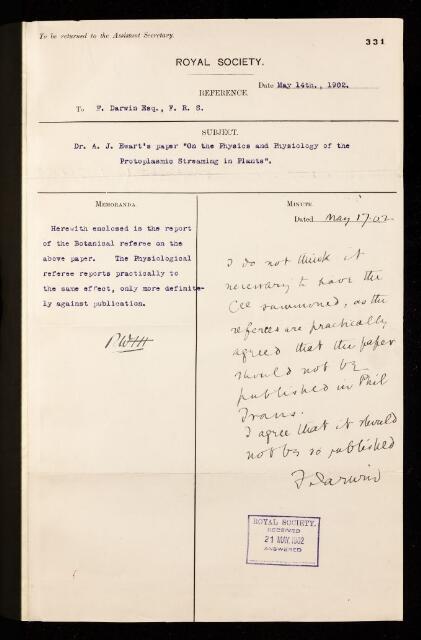 To be returned to the Assistant Secretary.
331
ROYAL SOCIETY.
Date May 14th., 1902.
REFERENCE.
To F. Darwin Esq., F. R. S.
SUBJECT.
Dr. A. J. Ewart's paper "On the Physics and Physiology of the
Protoplasmic Streaming in Plants".
MEMORANDA.
Herewith enclosed is the report
of the Botanical referee on the
above paper. The Physiological
referee reports practically to
the same effect, only more definite-
ly against publication.
RWFH
MINUTE.
Dated May 17.02
I do not think it
necessary to have the
Cee summoned, as the
referees are practically
agreed that the paper
should not be
published in Phil
Trans.
I agree that it should
not be so published
F. Darwin
ROYAL SOCIETY.
RECEIVED
21 MAY.1902
ANSWERED